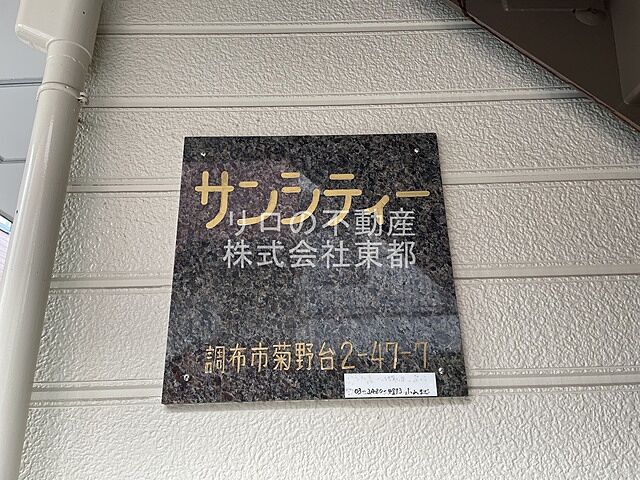 サンシティー
リロの不動産
株式会社東都
調布市菊野台2-47-7